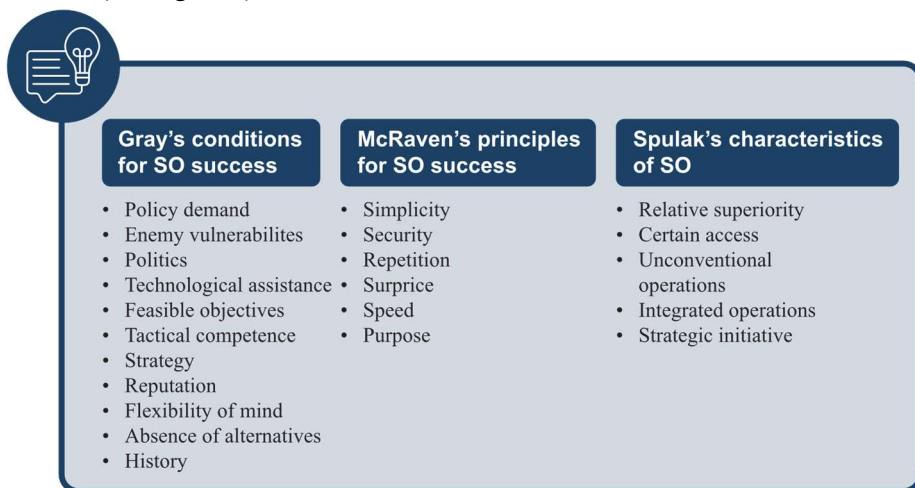 Gray's conditions
for SO success
• Policy demand
• Enemy vulnerabilites
• Politics
• Technological assistance
• Feasible objectives
• Tactical competence
• Strategy
• Reputation
• Flexibility of mind
• Absence of alternatives
• History
McRaven's principles
for SO success
• Simplicity
• Security
• Repetition
• Surprice
• Speed
• Purpose
Spulak's characteristics
of SO
• Relative superiority
• Certain access
• Unconventional
operations
• Integrated operations
• Strategic initiative